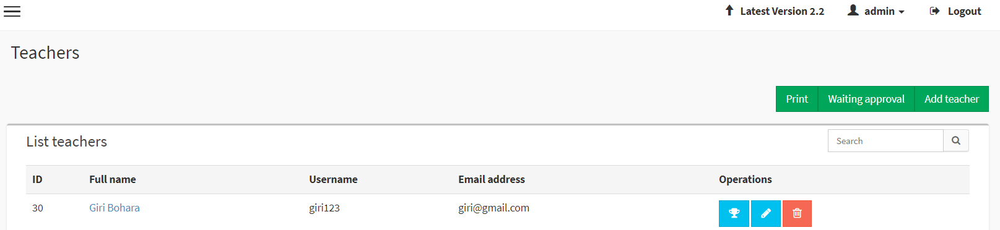 Latest Version 2.2 admin Logout
Teachers
Print Waiting approval Add teacher
List teachers Search
ID Full name Username Email address Operations
30 Giri Bohara giri123 giri@gmail.com